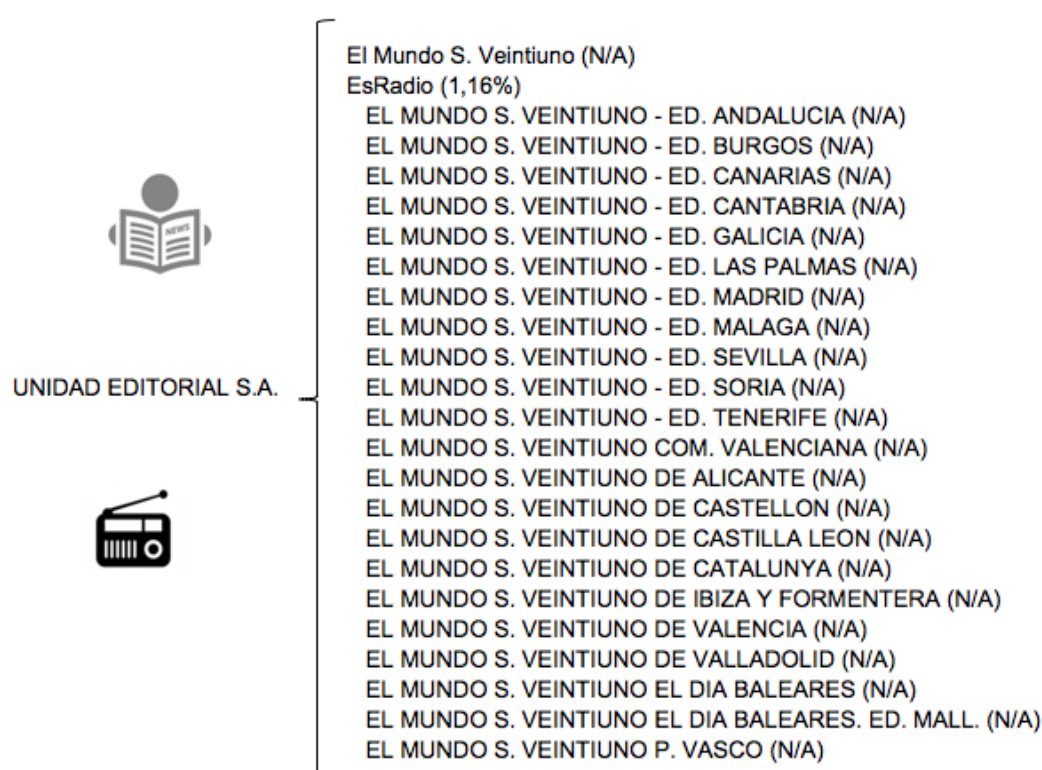 El Mundo S. Veintiuno (N/A)
EsRadio (1,16%)
EL MUNDO S. VEINTIUNO - ED. ANDALUCIA (N/A)
EL MUNDO S. VEINTIUNO - ED. BURGOS (N/A)
EL MUNDO S. VEINTIUNO - ED. CANARIAS (N/A)
EL MUNDO S. VEINTIUNO - ED. CANTABRIA (N/A)
NEWS
EL MUNDO S. VEINTIUNO - ED. GALICIA (N/A)
EL MUNDO S. VEINTIUNO - ED. LAS PALMAS (N/A)
EL MUNDO S. VEINTIUNO - ED. MADRID (N/A)
EL MUNDO S. VEINTIUNO - ED. MALAGA (N/A)
EL MUNDO S. VEINTIUNO - ED. SEVILLA (N/A)
UNIDAD EDITORIAL S.A.
EL MUNDO S. VEINTIUNO - ED. SORIA (N/A)
EL MUNDO S. VEINTIUNO - ED. TENERIFE (N/A)
EL MUNDO S. VEINTIUNO COM. VALENCIANA (N/A)
EL MUNDO S. VEINTIUNO DE ALICANTE (N/A)
EL MUNDO S. VEINTIUNO DE CASTELLON (N/A)
EL MUNDO S. VEINTIUNO DE CASTILLA LEON (N/A)
EL MUNDO S. VEINTIUNO DE CATALUNYA (N/A)
EL MUNDO S. VEINTIUNO DE IBIZA Y FORMENTERA (N/A)
EL MUNDO S. VEINTIUNO DE VALENCIA (N/A)
EL MUNDO S. VEINTIUNO DE VALLADOLID (N/A)
EL MUNDO S. VEINTIUNO EL DIA BALEARES (N/A)
EL MUNDO S. VEINTIUNO EL DIA BALEARES. ED. MALL. (N/A)
EL MUNDO S. VEINTIUNO P. VASCO (N/A)